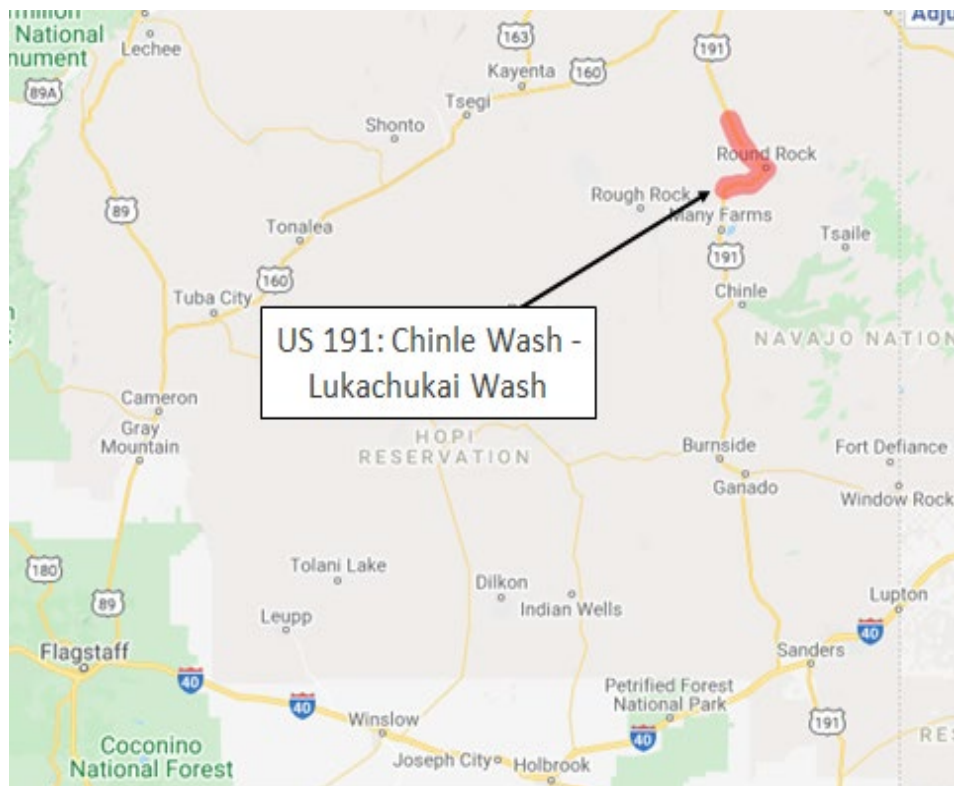 National
nument
Lechee
89A
163
Kayenta
160
191
Adju
Tsegi
Shonto
Round Rock
Rough Rock
Many Farms
89
Tonalea
Tsaile
160
191
Tuba City
Chinle
US 191: Chinle Wash -
Lukachukai Wash
NAVAJO NATION
Cameron
Gray
Mountain
HOPI
RESERVATION
Burnside
Fort Defiance
Ganado
Window Rock
180
Tolani Lake
Dilkon
Indian Wells
89
Leupp
Lupton
40
Flagstaff
Sanders
40
40
Petrified Forest
National Park
Winslow
191
40
Coconino
National Forest
Joseph City
Holbrook
RES